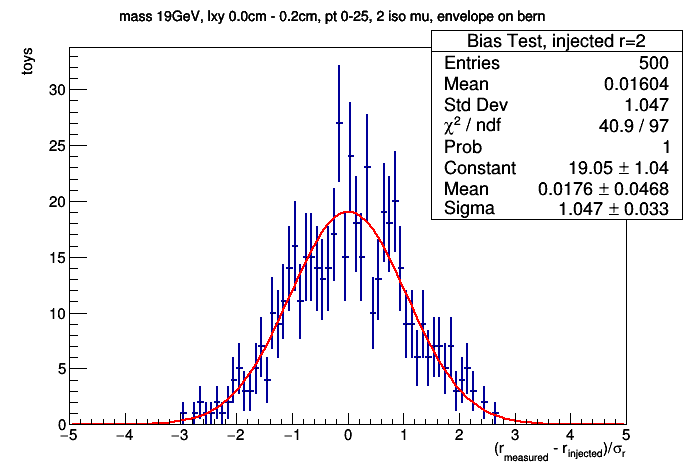 mass 19GeV, lxy 0.0cm - 0.2cm, pt 0-25, 2 iso mu, envelope on bern
toys
Bias Test, injected r=2
Entries 500
Mean 0.01604
Std Dev 1.047
χ² / ndf 40.9 / 97
Prob 1
Constant 19.05 ± 1.04
Mean 0.0176 ± 0.0468
Sigma 1.047 ± 0.033
30
25
20
15
10
5
0
−5 −4 −3 −2 −1 0 1 2 3 4 5
(r_measured - r_injected)/σ_r